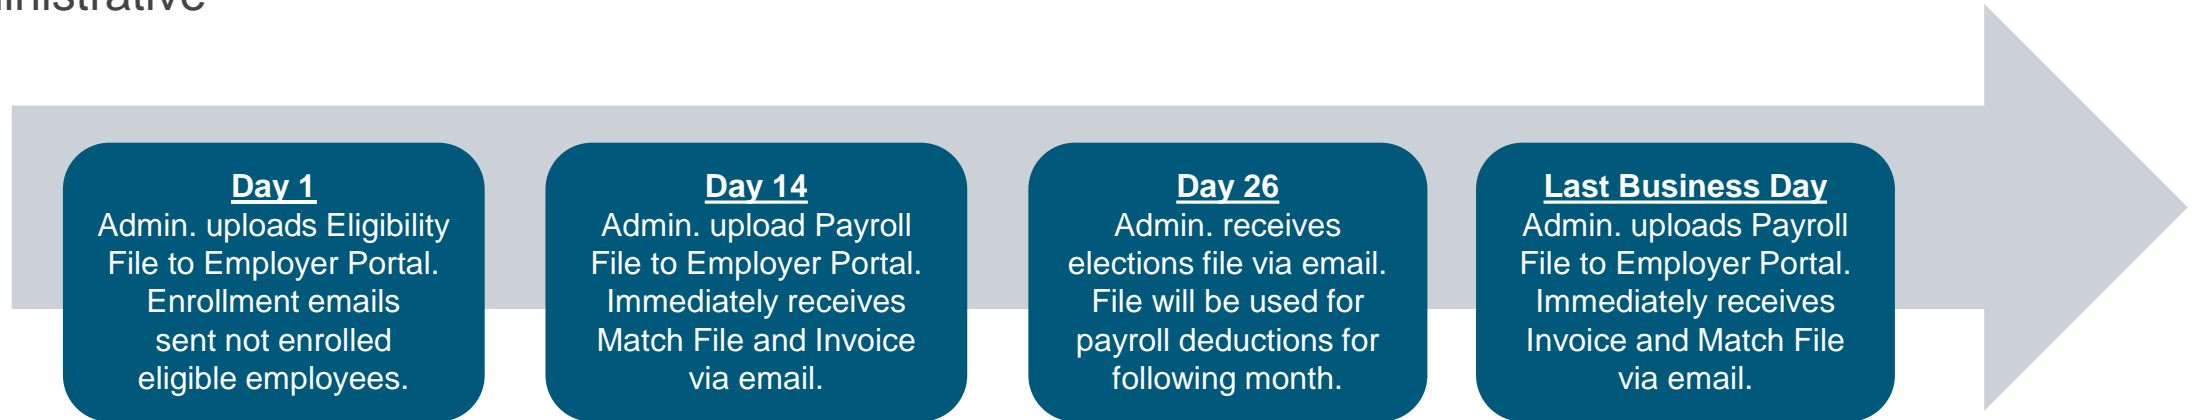 inistrative
Day 1
Admin. uploads Eligibility
File to Employer Portal.
Enrollment emails
sent not enrolled
eligible employees.
Day 14
Admin. upload Payroll
File to Employer Portal.
Immediately receives
Match File and Invoice
via email.
Day 26
Admin. receives
elections file via email.
File will be used for
payroll deductions for
following month.
Last Business Day
Admin. uploads Payroll
File to Employer Portal.
Immediately receives
Invoice and Match File
via email.